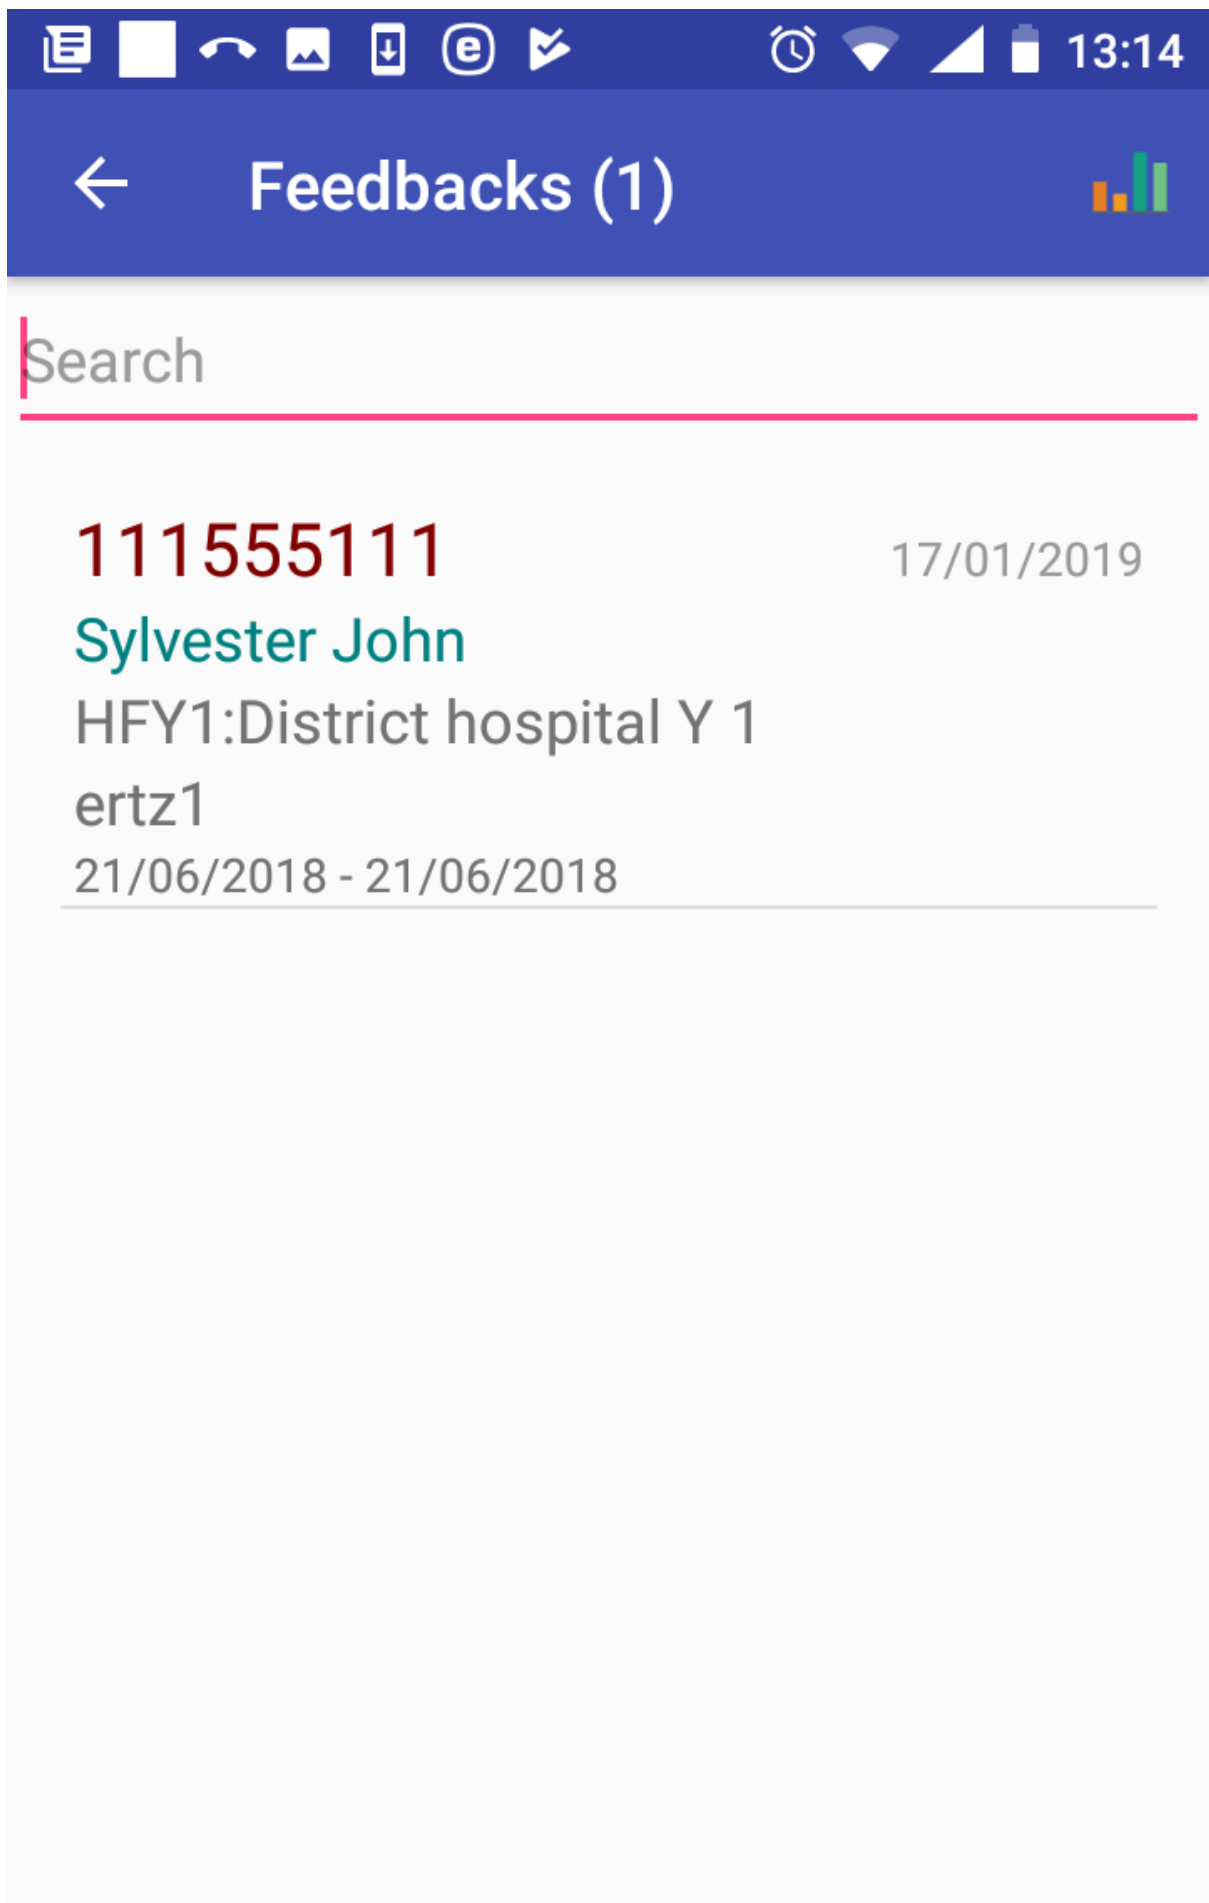 13:14
Feedbacks (1)
Search
111555111
17/01/2019
Sylvester John
HFY1:District hospital Y 1
ertz1
21/06/2018 - 21/06/2018